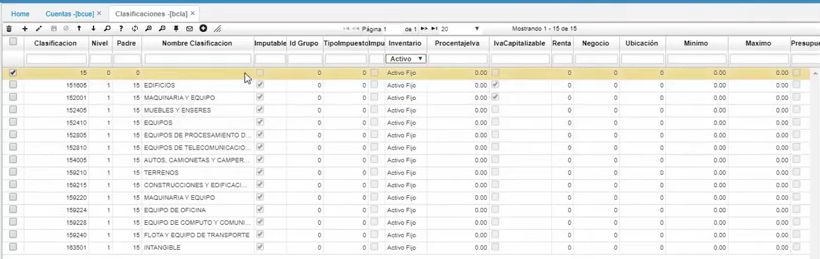 Home Cuentas -[bcue] Clasificaciones -[bcla]
Página 1 de 1 20 Mostrando 1 - 15 de 15
Clasificacion Nivel Padre Nombre Clasificacion Imputable Id Grupo TipoImpuesto Impu Inventario PorcentajeIva IvaCapitalizable Renta Negocio Ubicación Mínimo Maximo Presupue
Activo
15 0 0 0 0 Activo Fijo 0.00 0 0 0 0.00 0.00
151605 1 15 EDIFICIOS 0 0 Activo Fijo 0.00 0 0 0 0.00 0.00
152001 1 15 MAQUINARIA Y EQUIPO 0 0 Activo Fijo 0.00 0 0 0 0.00 0.00
152405 1 15 MUEBLES Y ENSERES 0 0 Activo Fijo 0.00 0 0 0 0.00 0.00
152410 1 15 EQUIPOS 0 0 Activo Fijo 0.00 0 0 0 0.00 0.00
152805 1 15 EQUIPOS DE PROCESAMIENTO D... 0 0 Activo Fijo 0.00 0 0 0 0.00 0.00
152810 1 15 EQUIPOS DE TELECOMUNICACIO... 0 0 Activo Fijo 0.00 0 0 0 0.00 0.00
154005 1 15 AUTOS, CAMIONETAS Y CAMPER... 0 0 Activo Fijo 0.00 0 0 0 0.00 0.00
159210 1 15 TERRENOS 0 0 Activo Fijo 0.00 0 0 0 0.00 0.00
159215 1 15 CONSTRUCCIONES Y EDIFICACI... 0 0 Activo Fijo 0.00 0 0 0 0.00 0.00
159220 1 15 MAQUINARIA Y EQUIPO 0 0 Activo Fijo 0.00 0 0 0 0.00 0.00
159224 1 15 EQUIPO DE OFICINA 0 0 Activo Fijo 0.00 0 0 0 0.00 0.00
159228 1 15 EQUIPO DE COMPUTO Y COMUNI... 0 0 Activo Fijo 0.00 0 0 0 0.00 0.00
159240 1 15 FLOTA Y EQUIPO DE TRANSPORTE 0 0 Activo Fijo 0.00 0 0 0 0.00 0.00
163501 1 15 INTANGIBLE 0 0 Activo Fijo 0.00 0 0 0 0.00 0.00